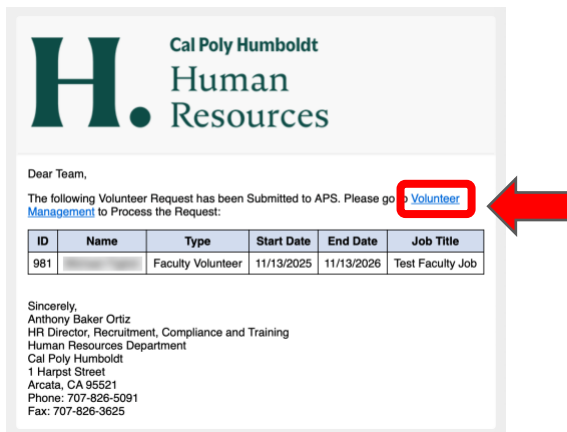 H.
Cal Poly Humboldt
Human
Resources
Dear Team,
The following Volunteer Request has been Submitted to APS. Please go Volunteer
Management to Process the Request:
ID Name Type Start Date End Date Job Title
981 Faculty Volunteer 11/13/2025 11/13/2026 Test Faculty Job
Sincerely,
Anthony Baker Ortiz
HR Director, Recruitment, Compliance and Training
Human Resources Department
Cal Poly Humboldt
1 Harpst Street
Arcata, CA 95521
Phone: 707-826-5091
Fax: 707-826-3625